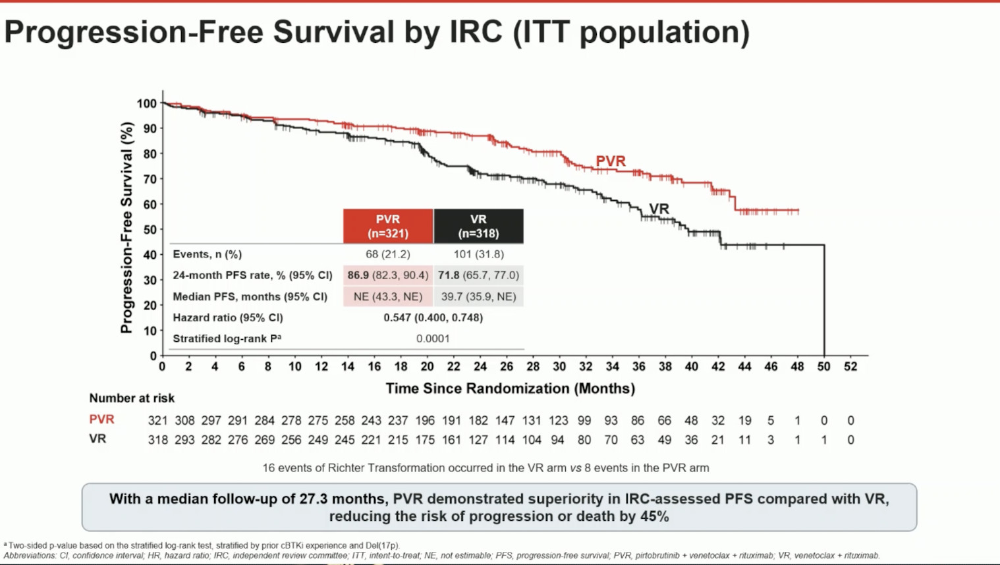 Progression-Free Survival by IRC (ITT population)
Progression-Free Survival (%)
100
90
80
70
60
50
40
30
20
10
0
PVR
VR
PVR (n=321) VR (n=318)
Events, n (%) 68 (21.2) 101 (31.8)
24-month PFS rate, % (95% CI) 86.9 (82.3, 90.4) 71.8 (65.7, 77.0)
Median PFS, months (95% CI) NE (43.3, NE) 39.7 (35.9, NE)
Hazard ratio (95% CI) 0.547 (0.400, 0.748)
Stratified log-rank Pᵃ 0.0001
0 2 4 6 8 10 12 14 16 18 20 22 24 26 28 30 32 34 36 38 40 42 44 46 48 50 52
Time Since Randomization (Months)
Number at risk
PVR 321 308 297 291 284 278 275 258 243 237 196 191 182 147 131 123 99 93 86 66 48 32 19 5 1 0 0
VR 318 293 282 276 269 256 249 245 221 215 175 161 127 114 104 94 80 70 63 49 36 21 11 3 1 1 0
16 events of Richter Transformation occurred in the VR arm vs 8 events in the PVR arm
With a median follow-up of 27.3 months, PVR demonstrated superiority in IRC-assessed PFS compared with VR,
reducing the risk of progression or death by 45%
ᵃ Two-sided p-value based on the stratified log-rank test, stratified by prior cBTKi experience and Del(17p).
Abbreviations: CI, confidence interval; HR, hazard ratio; IRC, independent review committee; ITT, intent-to-treat; NE, not estimable; PFS, progression-free survival; PVR, pirtobrutinib + venetoclax + rituximab; VR, venetoclax + rituximab.